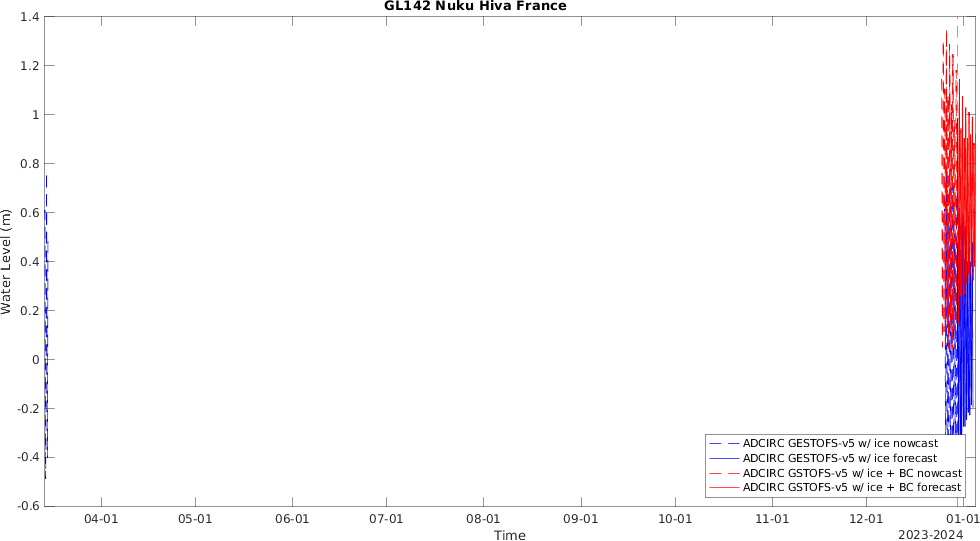 GL142 Nuku Hiva France
1.4
1.2
1
0.8
0.6
0.4
0.2
0
-0.2
-0.4
-0.6
Water Level (m)
ADCIRC GESTOFS-v5 w/ ice nowcast
ADCIRC GESTOFS-v5 w/ ice forecast
ADCIRC GSTOFS-v5 w/ ice + BC nowcast
ADCIRC GSTOFS-v5 w/ ice + BC forecast
04-01 05-01 06-01 07-01 08-01 09-01 10-01 11-01 12-01 01-01
Time
2023-2024